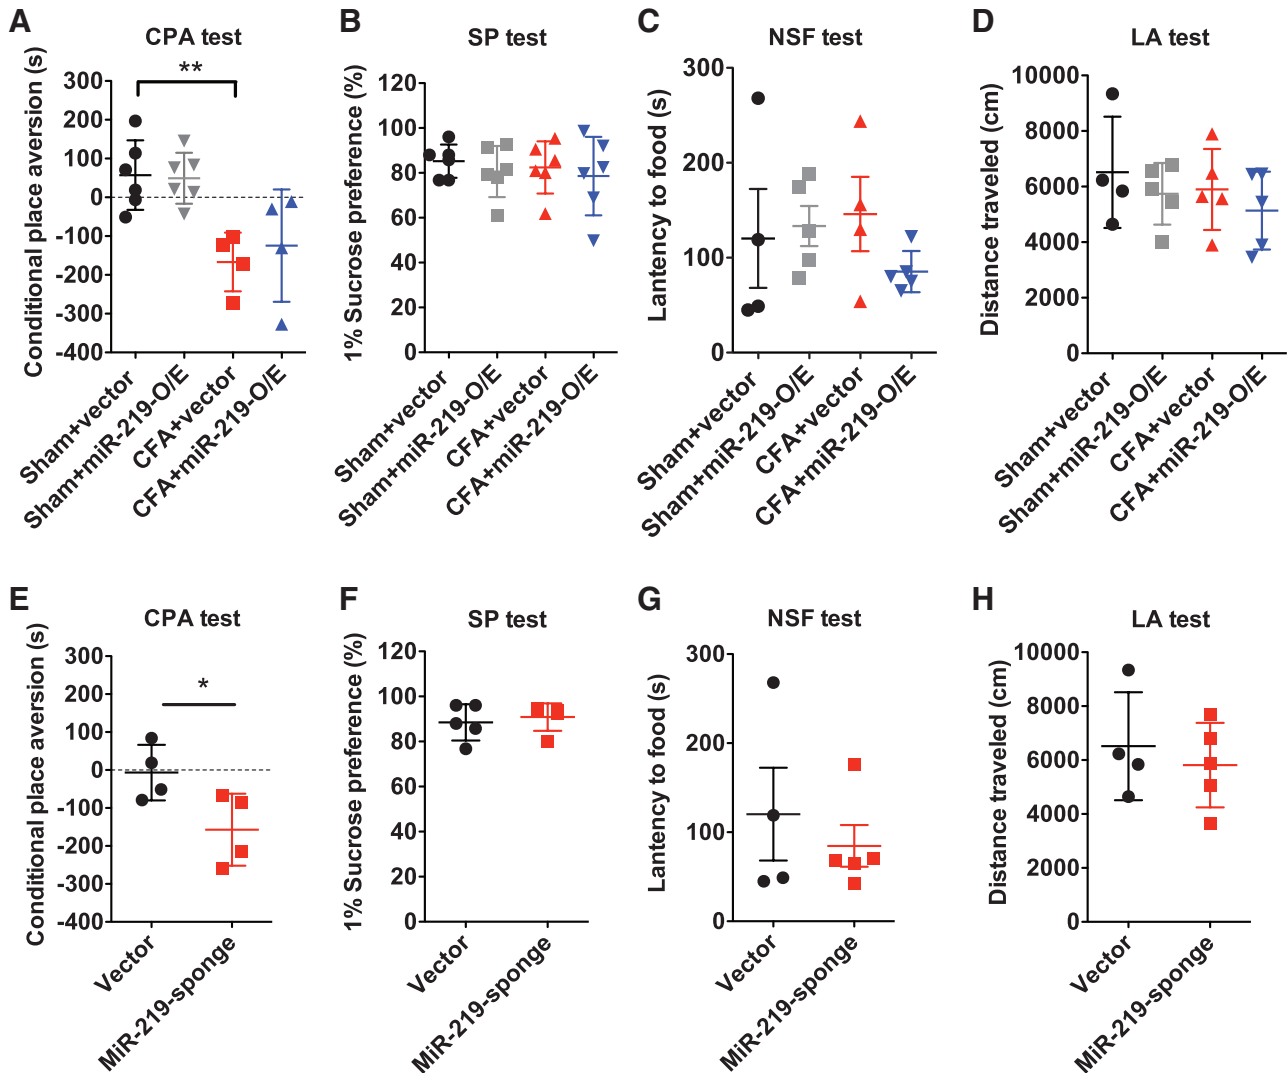 A
CPA test
Conditional place aversion (s)
300
200
100
0
-100
-200
-300
-400
**
Sham+vector
Sham+miR-219-O/E
CFA+vector
CFA+miR-219-O/E
B
SP test
1% Sucrose preference (%)
120
100
80
60
40
20
0
Sham+vector
Sham+miR-219-O/E
CFA+vector
CFA+miR-219-O/E
C
NSF test
Lantency to food (s)
300
200
100
0
Sham+vector
Sham+miR-219-O/E
CFA+vector
CFA+miR-219-O/E
D
LA test
Distance traveled (cm)
10000
8000
6000
4000
2000
0
Sham+vector
Sham+miR-219-O/E
CFA+vector
CFA+miR-219-O/E
E
CPA test
Conditional place aversion (s)
300
200
100
0
-100
-200
-300
-400
*
Vector
MiR-219-sponge
F
SP test
1% Sucrose preference (%)
120
100
80
60
40
20
0
Vector
MiR-219-sponge
G
NSF test
Lantency to food (s)
300
200
100
0
Vector
MiR-219-sponge
H
LA test
Distance traveled (cm)
10000
8000
6000
4000
2000
0
Vector
MiR-219-sponge